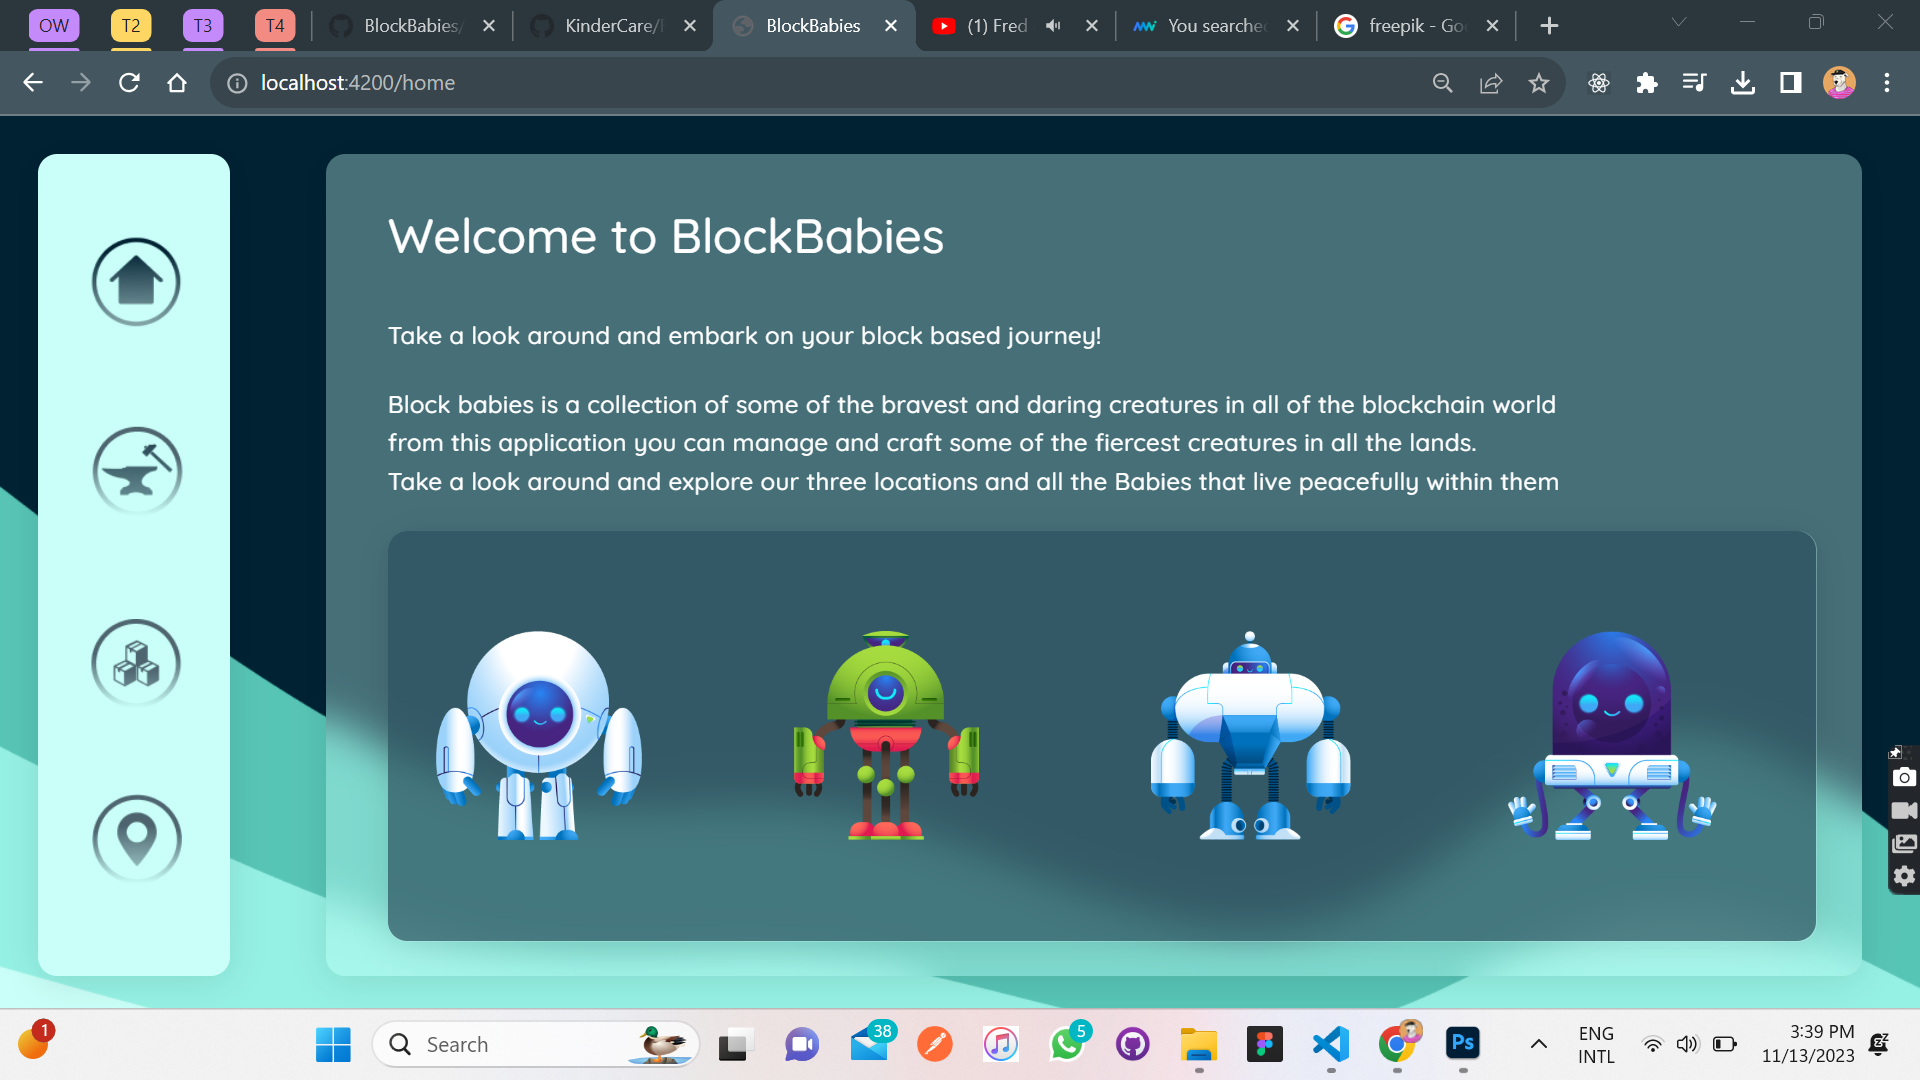 OW
T2
T3
T4
BlockBabies/
KinderCare/
BlockBabies
(1) Fred
You searche
freepik - Go
localhost:4200/home
Welcome to BlockBabies
Take a look around and embark on your block based journey!
Block babies is a collection of some of the bravest and daring creatures in all of the blockchain world
from this application you can manage and craft some of the fiercest creatures in all the lands.
Take a look around and explore our three locations and all the Babies that live peacefully within them
1
Search
38
5
Ps
ENG
INTL
3:39 PM
11/13/2023